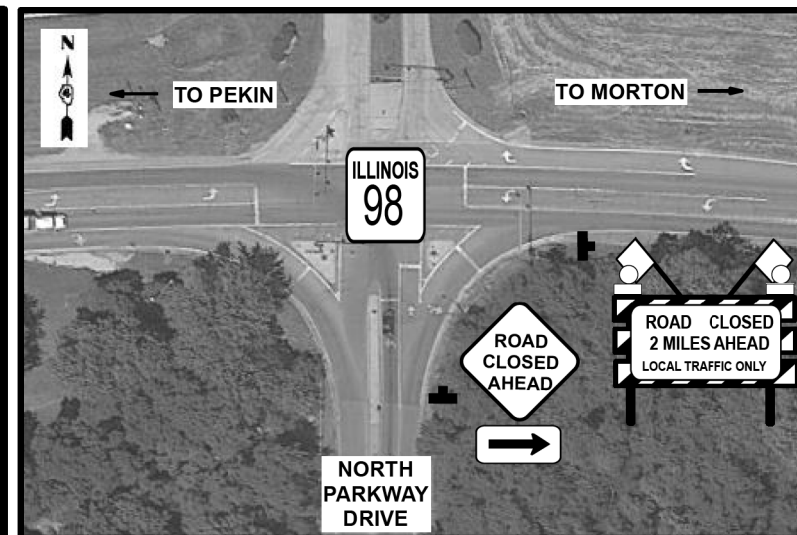 N
4
TO PEKIN
TO MORTON
ILLINOIS
98
ROAD CLOSED
2 MILES AHEAD
LOCAL TRAFFIC ONLY
ROAD
CLOSED
AHEAD
NORTH
PARKWAY
DRIVE